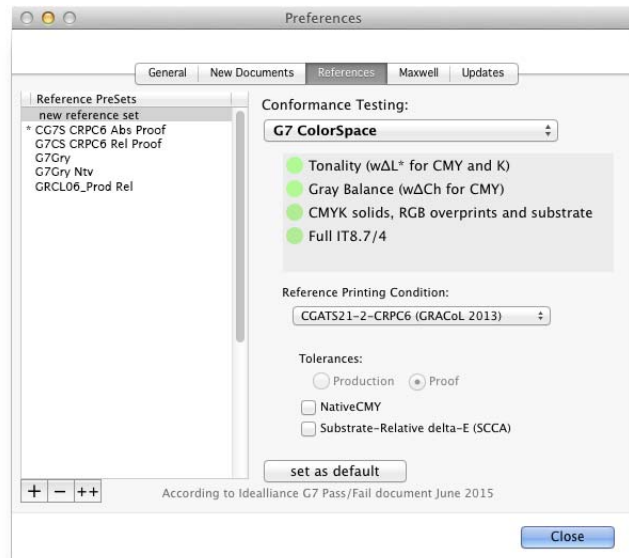 Preferences
General New Documents References Maxwell Updates
Reference PreSets
new reference set
* CG7S CRPC6 Abs Proof
G7CS CRPC6 Rel Proof
G7Gry
G7Gry Ntv
GRCL06_Prod Rel
+ − ++
Conformance Testing:
G7 ColorSpace
Tonality (wΔL* for CMY and K)
Gray Balance (wΔCh for CMY)
CMYK solids, RGB overprints and substrate
Full IT8.7/4
Reference Printing Condition:
CGATS21-2-CRPC6 (GRACoL 2013)
Tolerances:
Production Proof
NativeCMY
Substrate-Relative delta-E (SCCA)
set as default
According to Idealliance G7 Pass/Fail document June 2015
Close